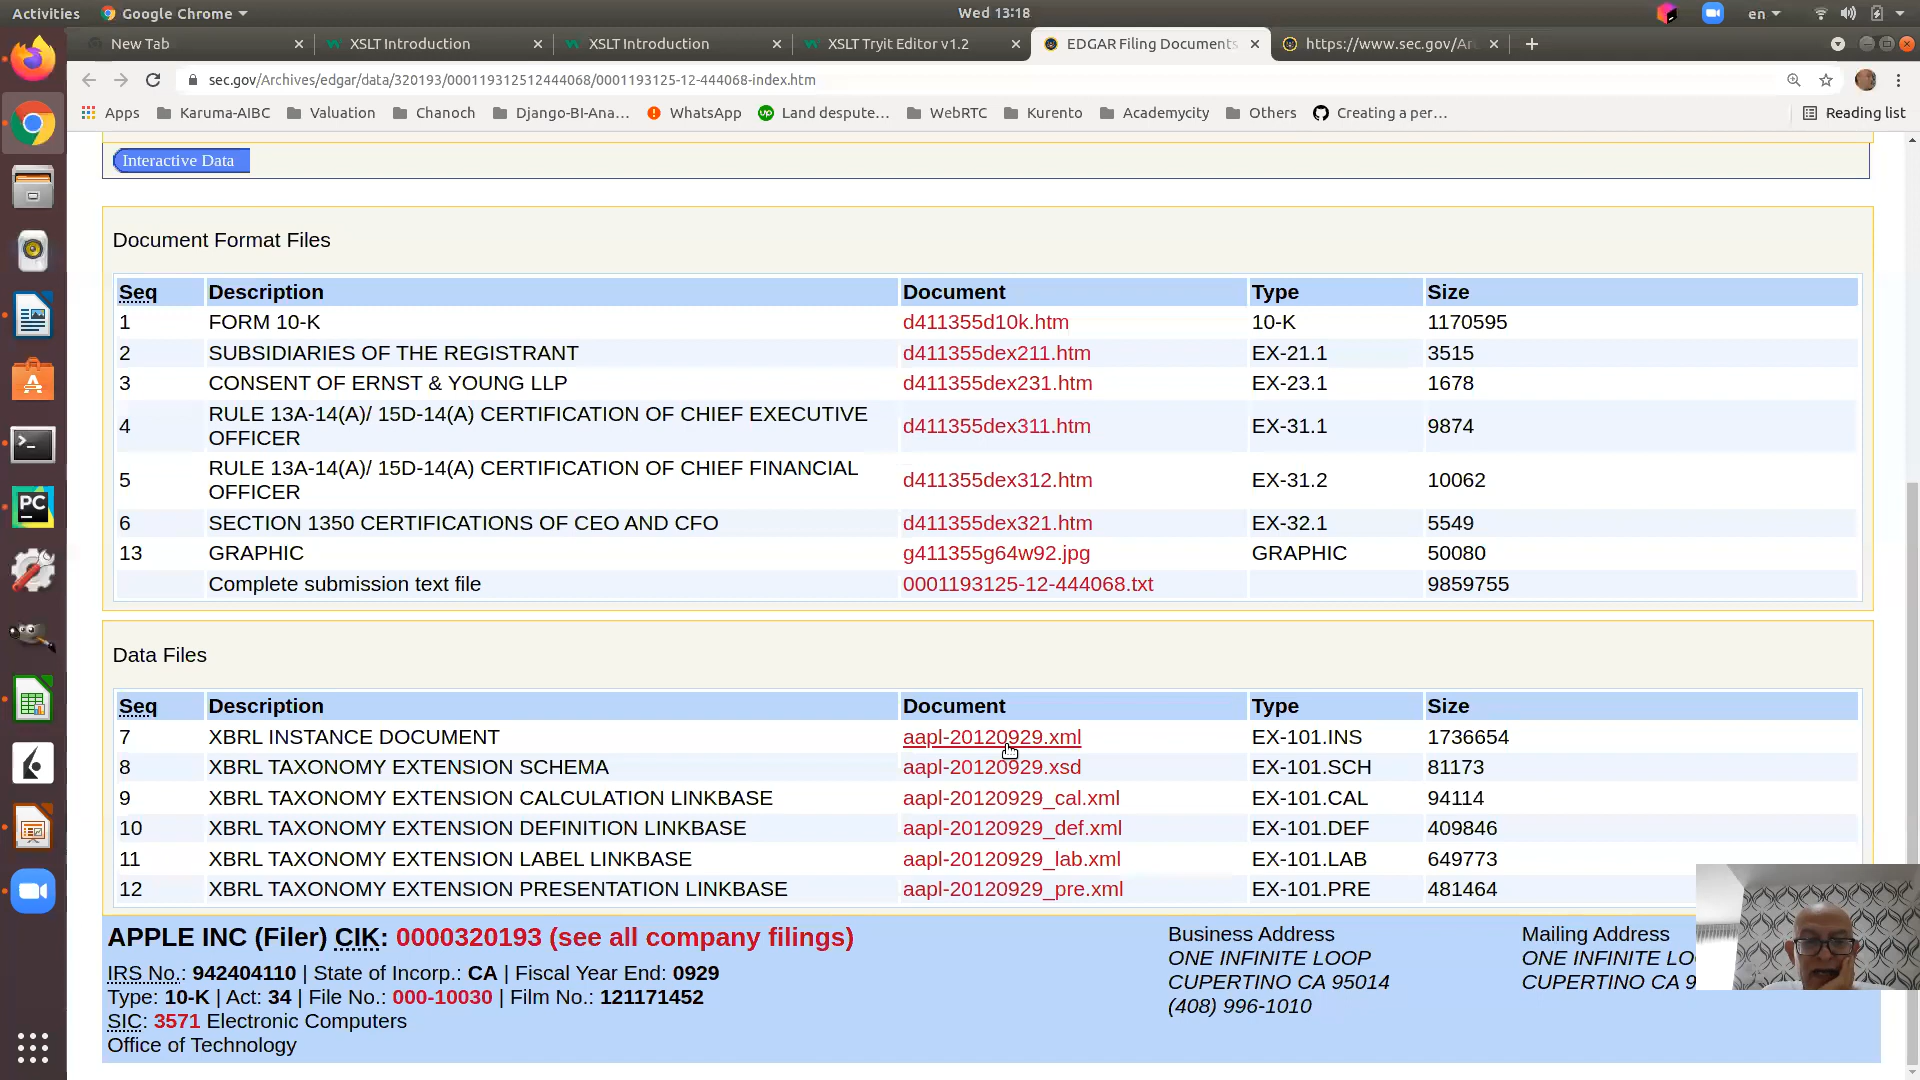 Activities Google Chrome Wed 13:18 en
New Tab XSLT Introduction XSLT Introduction XSLT Tryit Editor v1.2 EDGAR Filing Documents https://www.sec.gov/Ar
sec.gov/Archives/edgar/data/320193/000119312512444068/0001193125-12-444068-index.htm
Apps Karuma-AIBC Valuation Chanoch Django-BI-Ana… WhatsApp Land despute… WebRTC Kurento Academycity Others Creating a per… Reading list
Interactive Data
Document Format Files
Seq Description Document Type Size
1 FORM 10-K d411355d10k.htm 10-K 1170595
2 SUBSIDIARIES OF THE REGISTRANT d411355dex211.htm EX-21.1 3515
3 CONSENT OF ERNST & YOUNG LLP d411355dex231.htm EX-23.1 1678
4 RULE 13A-14(A)/ 15D-14(A) CERTIFICATION OF CHIEF EXECUTIVE
OFFICER d411355dex311.htm EX-31.1 9874
5 RULE 13A-14(A)/ 15D-14(A) CERTIFICATION OF CHIEF FINANCIAL
OFFICER d411355dex312.htm EX-31.2 10062
6 SECTION 1350 CERTIFICATIONS OF CEO AND CFO d411355dex321.htm EX-32.1 5549
13 GRAPHIC g411355g64w92.jpg GRAPHIC 50080
Complete submission text file 0001193125-12-444068.txt 9859755
Data Files
Seq Description Document Type Size
7 XBRL INSTANCE DOCUMENT aapl-20120929.xml EX-101.INS 1736654
8 XBRL TAXONOMY EXTENSION SCHEMA aapl-20120929.xsd EX-101.SCH 81173
9 XBRL TAXONOMY EXTENSION CALCULATION LINKBASE aapl-20120929_cal.xml EX-101.CAL 94114
10 XBRL TAXONOMY EXTENSION DEFINITION LINKBASE aapl-20120929_def.xml EX-101.DEF 409846
11 XBRL TAXONOMY EXTENSION LABEL LINKBASE aapl-20120929_lab.xml EX-101.LAB 649773
12 XBRL TAXONOMY EXTENSION PRESENTATION LINKBASE aapl-20120929_pre.xml EX-101.PRE 481464
APPLE INC (Filer) CIK: 0000320193 (see all company filings)
IRS No.: 942404110 | State of Incorp.: CA | Fiscal Year End: 0929
Type: 10-K | Act: 34 | File No.: 000-10030 | Film No.: 121171452
SIC: 3571 Electronic Computers
Office of Technology
Business Address
ONE INFINITE LOOP
CUPERTINO CA 95014
(408) 996-1010
Mailing Address
ONE INFINITE LO
CUPERTINO CA 9
PC